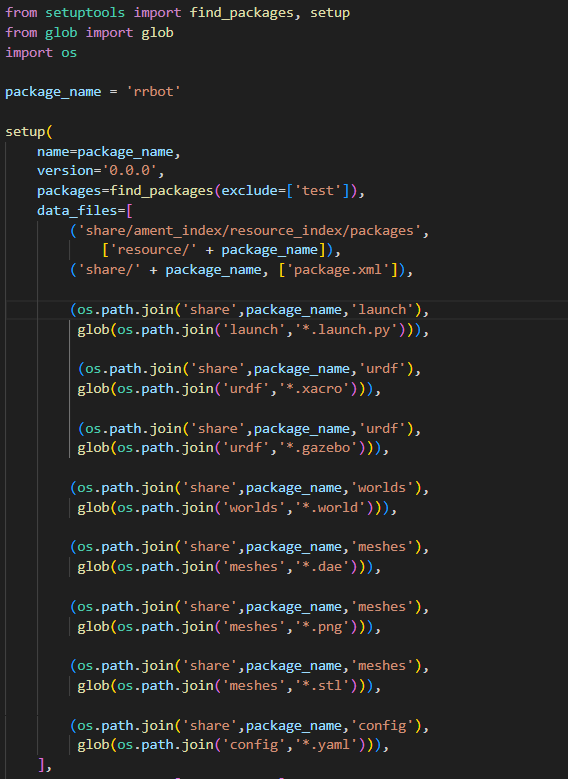 from setuptools import find_packages, setup
from glob import glob
import os
package_name = 'rrbot'
setup(
    name=package_name,
    version='0.0.0',
    packages=find_packages(exclude=['test']),
    data_files=[
        ('share/ament_index/resource_index/packages',
            ['resource/' + package_name]),
        ('share/' + package_name, ['package.xml']),
        (os.path.join('share',package_name,'launch'),
         glob(os.path.join('launch','*.launch.py'))),
         (os.path.join('share',package_name,'urdf'),
         glob(os.path.join('urdf','*.xacro'))),
         (os.path.join('share',package_name,'urdf'),
         glob(os.path.join('urdf','*.gazebo'))),
        (os.path.join('share',package_name,'worlds'),
         glob(os.path.join('worlds','*.world'))),
        (os.path.join('share',package_name,'meshes'),
         glob(os.path.join('meshes','*.dae'))),
        (os.path.join('share',package_name,'meshes'),
         glob(os.path.join('meshes','*.png'))),
        (os.path.join('share',package_name,'meshes'),
         glob(os.path.join('meshes','*.stl'))),
        (os.path.join('share',package_name,'config'),
         glob(os.path.join('config','*.yaml'))),
    ],